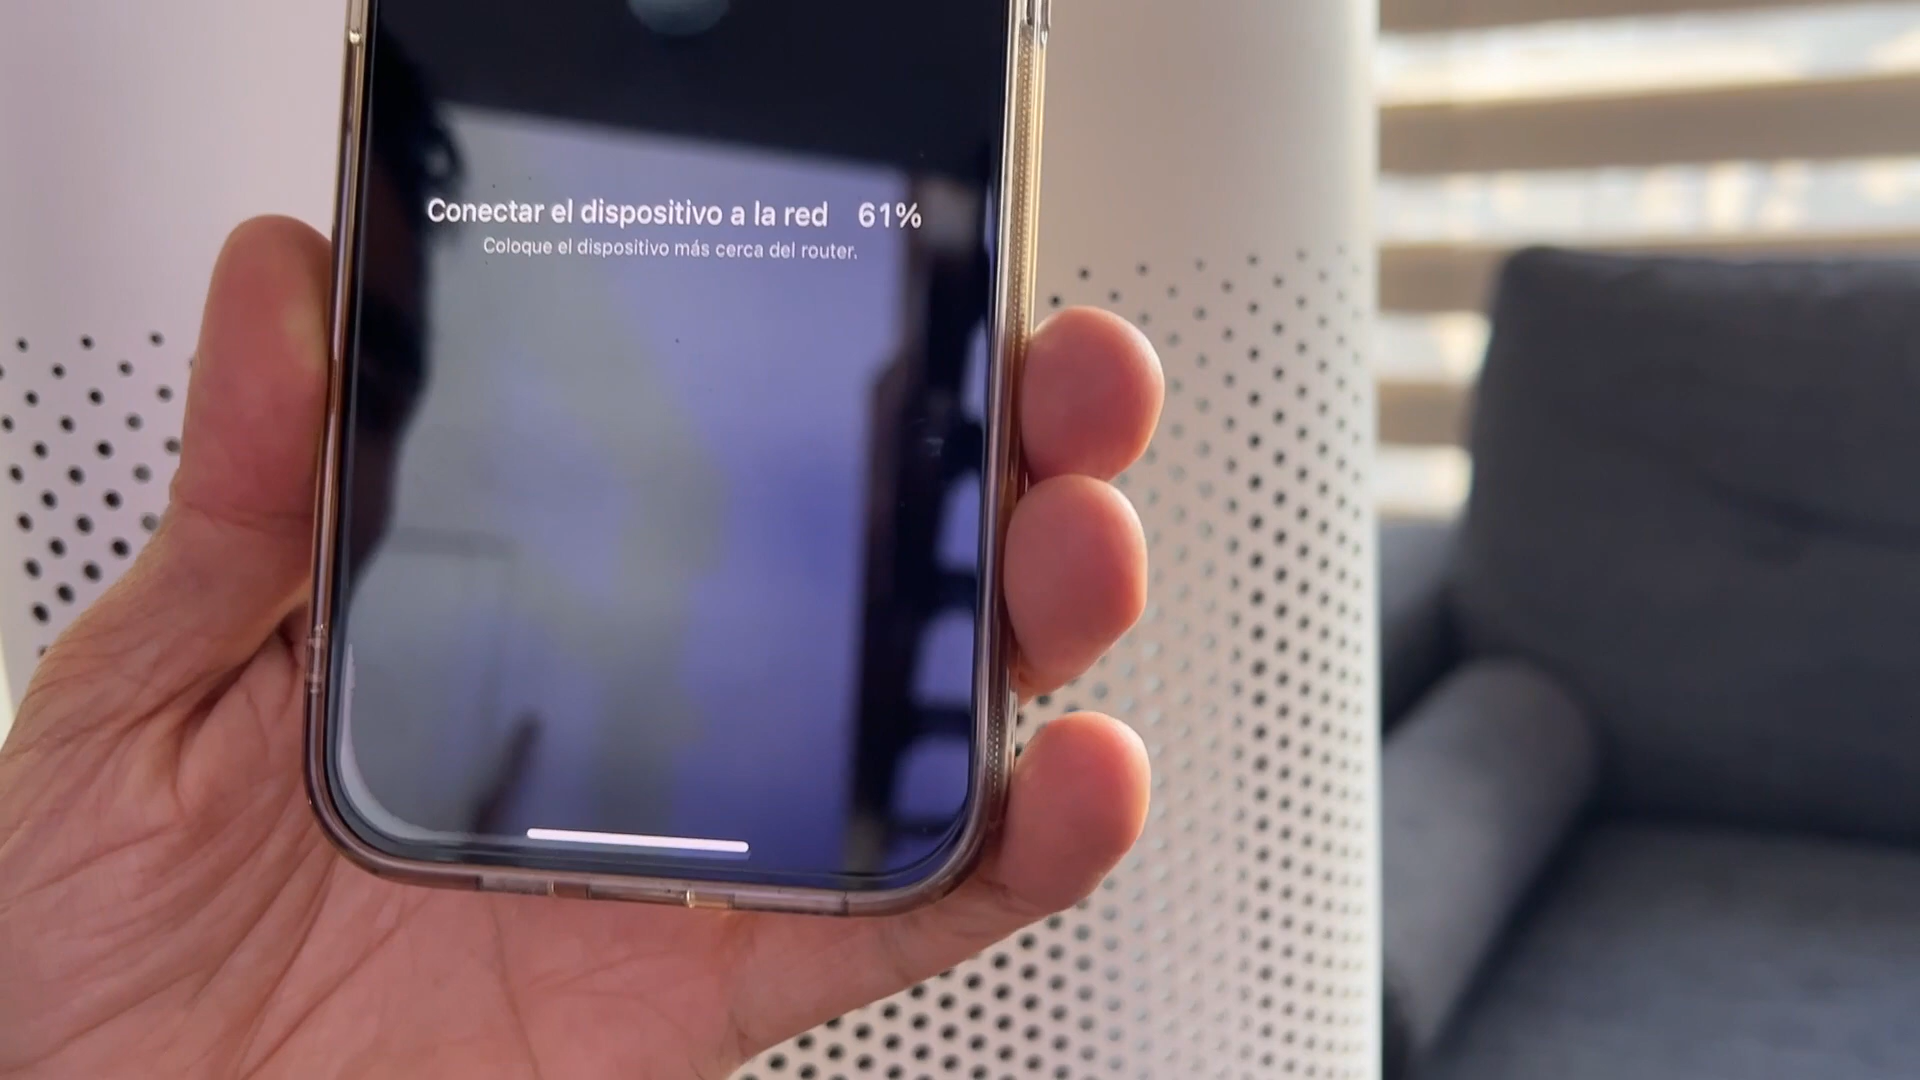 Conectar el dispositivo a la red 61%
Coloque el dispositivo más cerca del router.